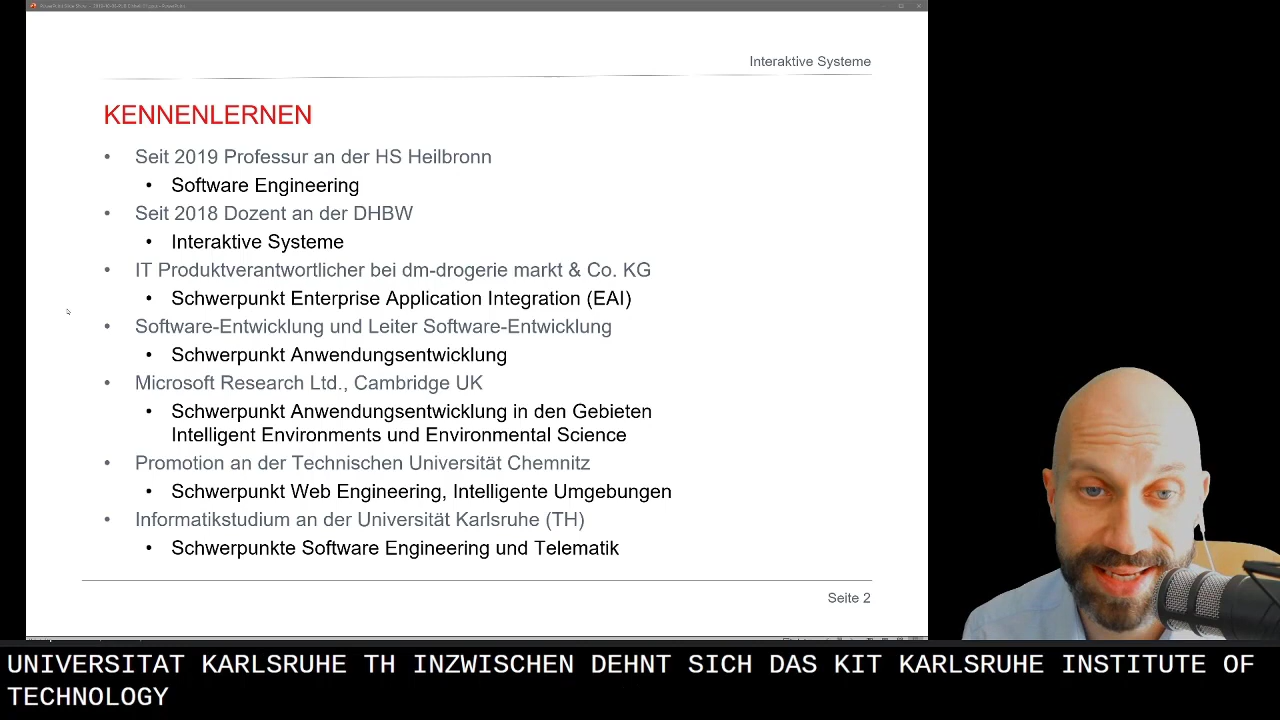 Interaktive Systeme
KENNENLERNEN
• Seit 2019 Professur an der HS Heilbronn
• Software Engineering
• Seit 2018 Dozent an der DHBW
• Interaktive Systeme
• IT Produktverantwortlicher bei dm-drogerie markt & Co. KG
• Schwerpunkt Enterprise Application Integration (EAI)
• Software-Entwicklung und Leiter Software-Entwicklung
• Schwerpunkt Anwendungsentwicklung
• Microsoft Research Ltd., Cambridge UK
• Schwerpunkt Anwendungsentwicklung in den Gebieten
Intelligent Environments und Environmental Science
• Promotion an der Technischen Universität Chemnitz
• Schwerpunkt Web Engineering, Intelligente Umgebungen
• Informatikstudium an der Universität Karlsruhe (TH)
• Schwerpunkte Software Engineering und Telematik
Seite 2
UNIVERSITAT KARLSRUHE TH INZWISCHEN DEHNT SICH DAS KIT KARLSRUHE INSTITUTE OF
TECHNOLOGY